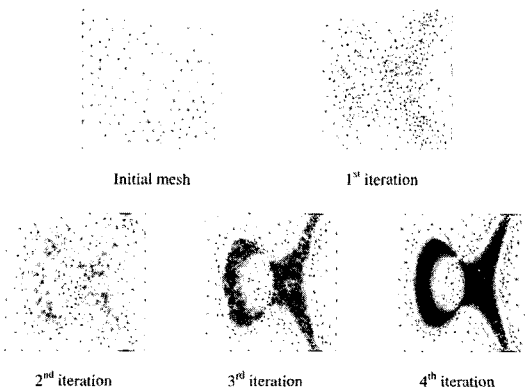 Initial mesh
1st iteration
2nd iteration
3rd iteration
4th iteration